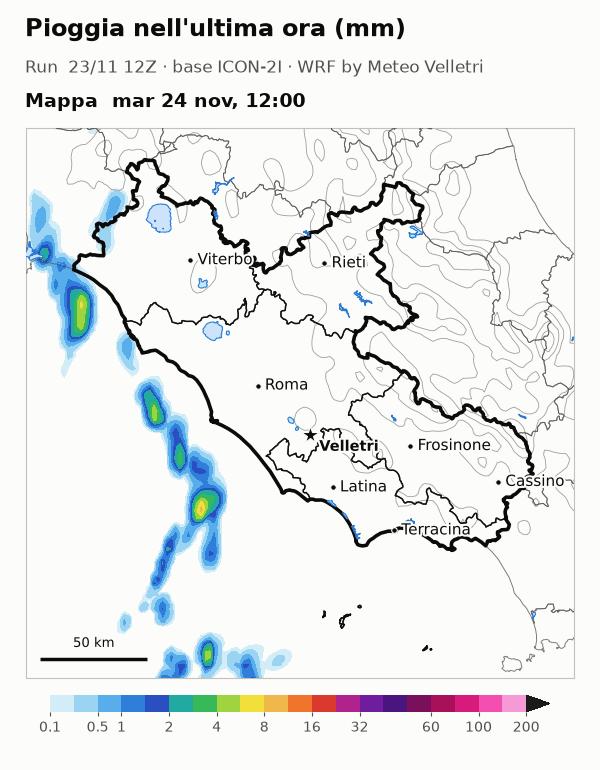 Pioggia nell'ultima ora (mm)
Run  23/11 12Z · base ICON-2I · WRF by Meteo Velletri
Mappa  mar 24 nov, 12:00
Viterbo
Rieti
Roma
Velletri
Frosinone
Cassino
Latina
Terracina
50 km
0.1 0.5 1 2 4 8 16 32 60 100 200